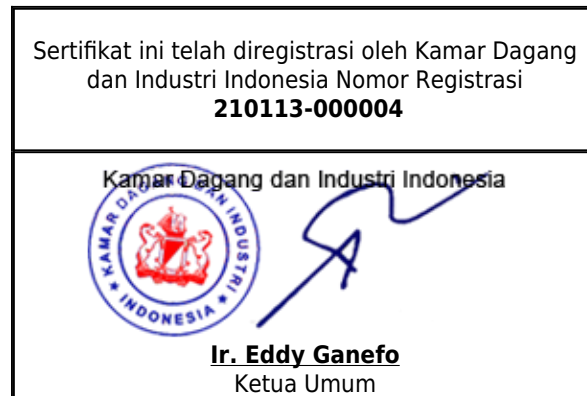 Sertifikat ini telah diregistrasi oleh Kamar Dagang
dan Industri Indonesia Nomor Registrasi
210113-000004
Kamar Dagang dan Industri Indonesia
KAMAR DAGANG DAN INDUSTRI
INDONESIA
Ir. Eddy Ganefo
Ketua Umum